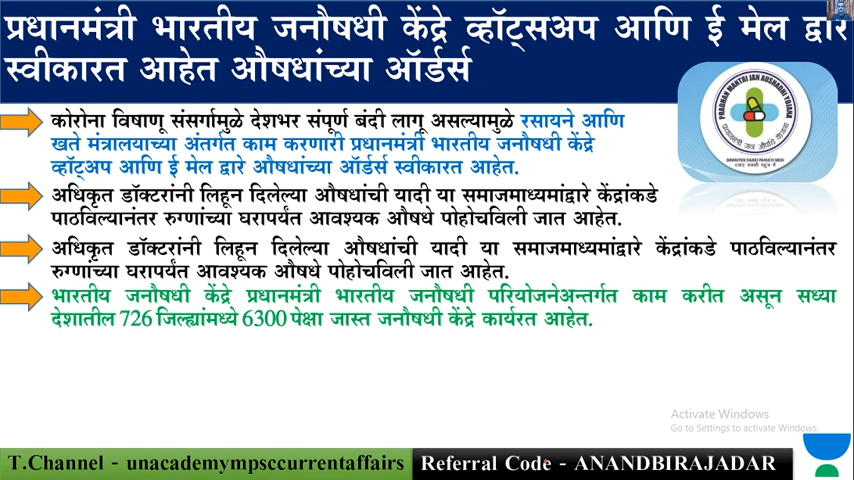 प्रधानमंत्री भारतीय जनौषधी केंद्रे व्हॉट्सअप आणि ई मेल द्वारे
स्वीकारत आहेत औषधांच्या ऑर्डर्स
PRADHAN MANTRI JAN AUSHADHI YOJANA
कोरोना विषाणू संसर्गामुळे देशभर संपूर्ण बंदी लागू असल्यामुळे रसायने आणि
खते मंत्रालयाच्या अंतर्गत काम करणारी प्रधानमंत्री भारतीय जनौषधी केंद्रे
व्हॉट्अप आणि ई मेल द्वारे औषधांच्या ऑर्डर्स स्वीकारत आहेत.
अधिकृत डॉक्टरांनी लिहून दिलेल्या औषधांची यादी या समाजमाध्यमांद्वारे केंद्रांकडे
पाठविल्यानंतर रुग्णांच्या घरापर्यंत आवश्यक औषधे पोहोचविली जात आहेत.
अधिकृत डॉक्टरांनी लिहून दिलेल्या औषधांची यादी या समाजमाध्यमांद्वारे केंद्रांकडे पाठविल्यानंतर
रुग्णांच्या घरापर्यंत आवश्यक औषधे पोहोचविली जात आहेत.
भारतीय जनौषधी केंद्रे प्रधानमंत्री भारतीय जनौषधी परियोजनेअन्तर्गत काम करीत असून सध्या
देशातील 726 जिल्ह्यांमध्ये 6300 पेक्षा जास्त जनौषधी केंद्रे कार्यरत आहेत.
Activate Windows
Go to Settings to activate Windows.
T.Channel - unacademympsccurrentaffairs
Referral Code - ANANDBIRAJADAR